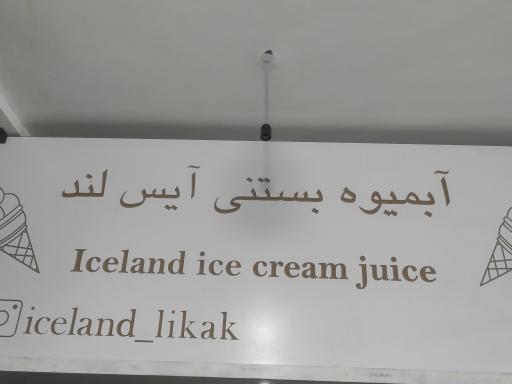 آبمیوه بستنی آیس لند
Iceland ice cream juice
iceland_likak